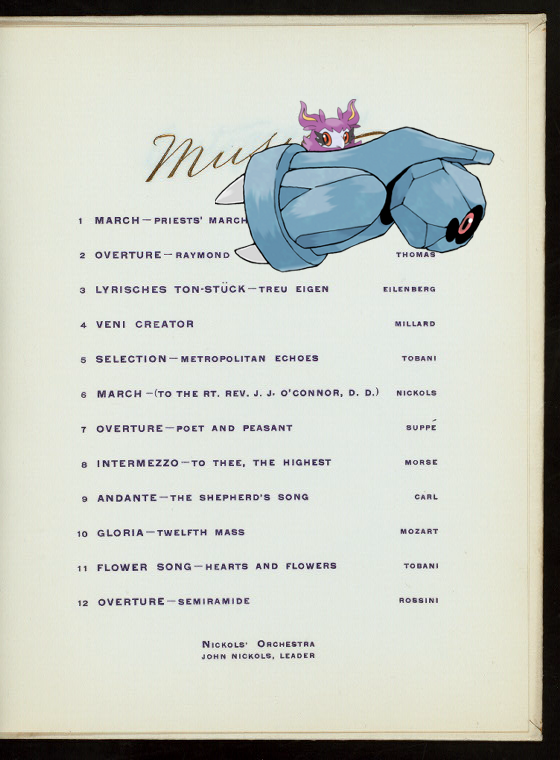 1 MARCH—PRIESTS' MARCH
2 OVERTURE—RAYMOND THOMAS
3 LYRISCHES TON-STÜCK—TREU EIGEN EILENBERG
4 VENI CREATOR MILLARD
5 SELECTION—METROPOLITAN ECHOES TOBANI
6 MARCH—(TO THE RT. REV. J. J. O'CONNOR, D. D.) NICKOLS
7 OVERTURE—POET AND PEASANT SUPPÉ
8 INTERMEZZO—TO THEE, THE HIGHEST MORSE
9 ANDANTE—THE SHEPHERD'S SONG CARL
10 GLORIA—TWELFTH MASS MOZART
11 FLOWER SONG—HEARTS AND FLOWERS TOBANI
12 OVERTURE—SEMIRAMIDE ROSSINI
NICKOLS' ORCHESTRA
JOHN NICKOLS, LEADER